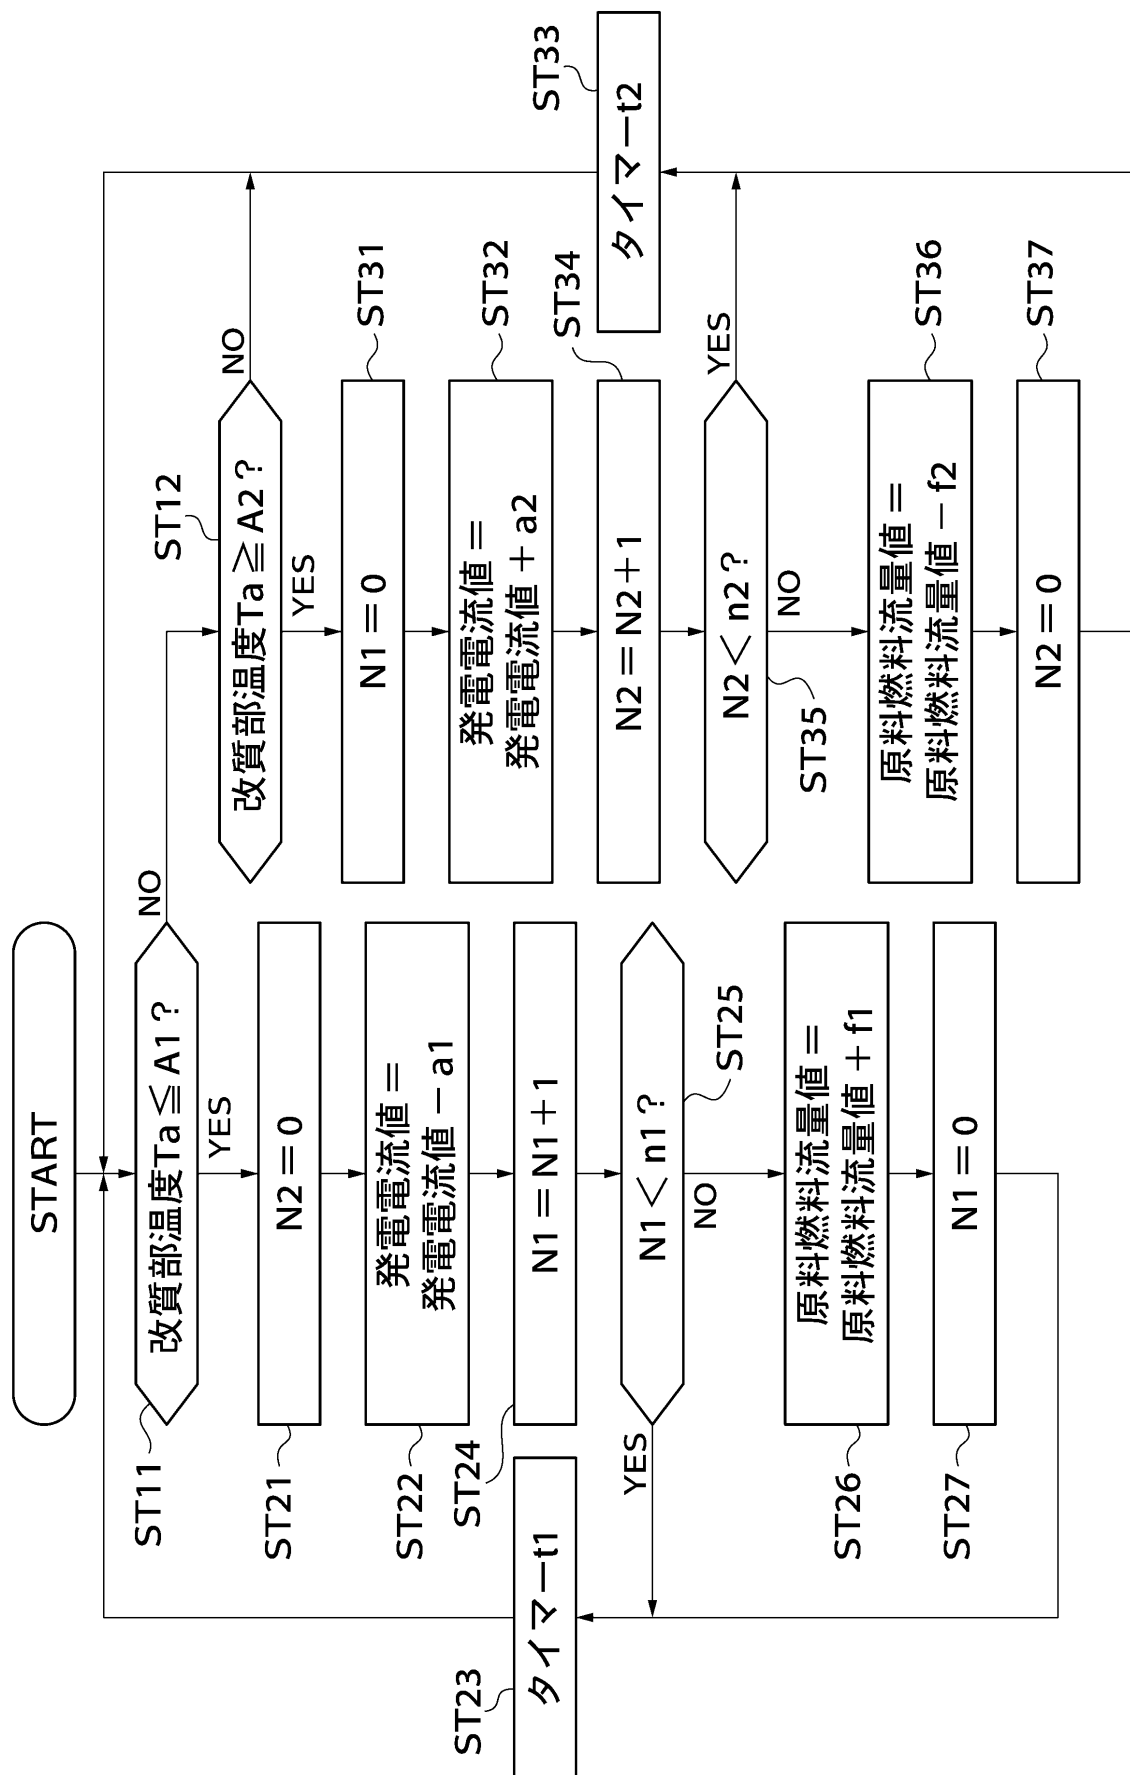 START
ST11
改質部温度Ta≦A1?
YES
NO
ST21
N2=0
ST22
発電電流値=
発電電流値-a1
ST23
タイマーt1
ST24
N1=N1+1
ST25
N1<n1?
YES
NO
ST26
原料燃料流量値=
原料燃料流量値+f1
ST27
N1=0
ST12
改質部温度Ta≧A2?
NO
YES
ST31
N1=0
ST32
発電電流値=
発電電流値+a2
ST33
タイマーt2
ST34
N2=N2+1
ST35
N2<n2?
YES
NO
ST36
原料燃料流量値=
原料燃料流量値-f2
ST37
N2=0